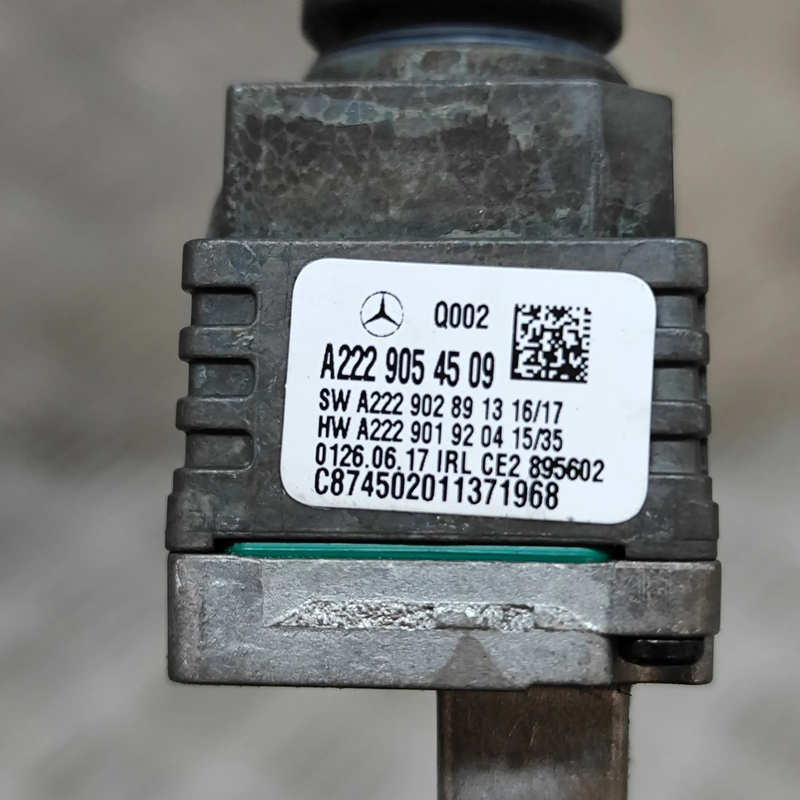 Q002
A222 905 45 09
SW A222 902 89 13 16/17
HW A222 901 92 04 15/35
0126.06.17 IRL CE2 895602
C874502011371968